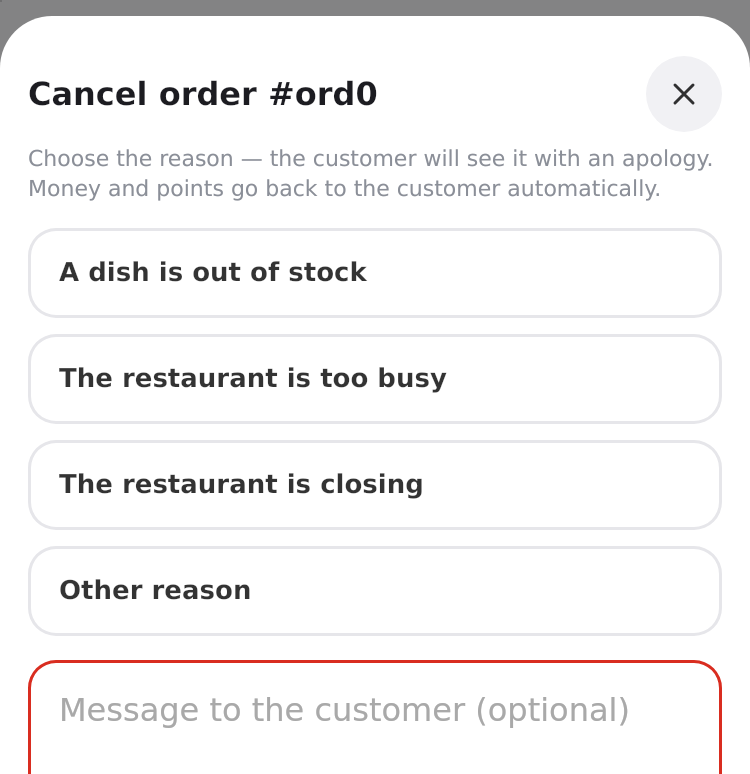 Cancel order #ord0
Choose the reason — the customer will see it with an apology.
Money and points go back to the customer automatically.
A dish is out of stock
The restaurant is too busy
The restaurant is closing
Other reason
Message to the customer (optional)